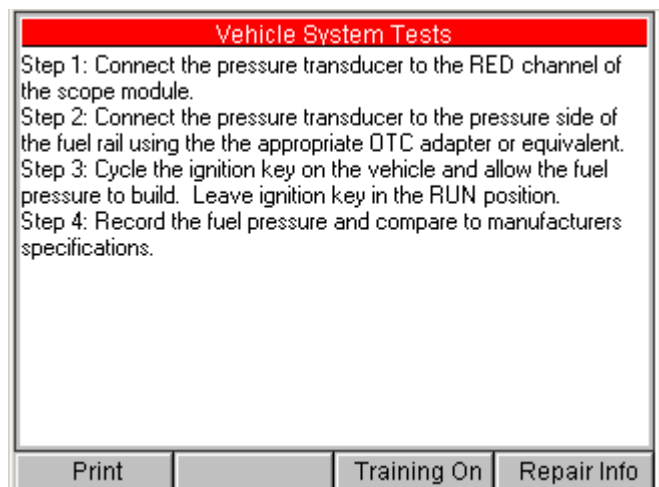 Vehicle System Tests
Step 1: Connect the pressure transducer to the RED channel of
the scope module.
Step 2: Connect the pressure transducer to the pressure side of
the fuel rail using the the appropriate OTC adapter or equivalent.
Step 3: Cycle the ignition key on the vehicle and allow the fuel
pressure to build.  Leave ignition key in the RUN position.
Step 4: Record the fuel pressure and compare to manufacturers
specifications.
Print
Training On
Repair Info